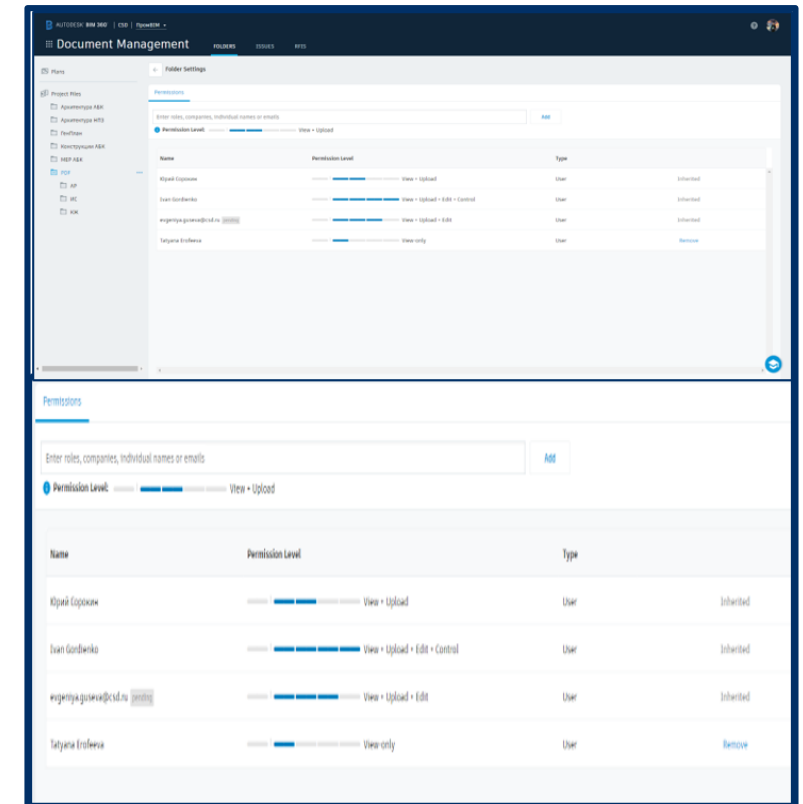 AUTODESK BIM 360° | CSD | ПромБЕМ
Document Management FOLDERS ISSUES RFIS
Plans
Folder Settings
Project Files
Permissions
Архитектура АБК
Архитектура
Enter roles, companies, individual names or emails Add
ГенПлан
Permission Level: View + Upload
Конструкции АБК
МЕР АБК
Name Permission Level Type
PDF
АР
Юрий Сорокин View + Upload User Inherited
ИС
Ivan Gordienko View + Upload + Edit + Control User Inherited
КЖ
evgeniya.guseva@csd.ru pending View + Upload + Edit User Inherited
Tatyana Erofeeva View-only User Remove
Permissions
Enter roles, companies, individual names or emails Add
Permission Level: View + Upload
Name Permission Level Type
Юрий Сорокин View + Upload User Inherited
Ivan Gordienko View + Upload + Edit + Control User Inherited
evgeniya.guseva@csd.ru pending View + Upload + Edit User Inherited
Tatyana Erofeeva View-only User Remove